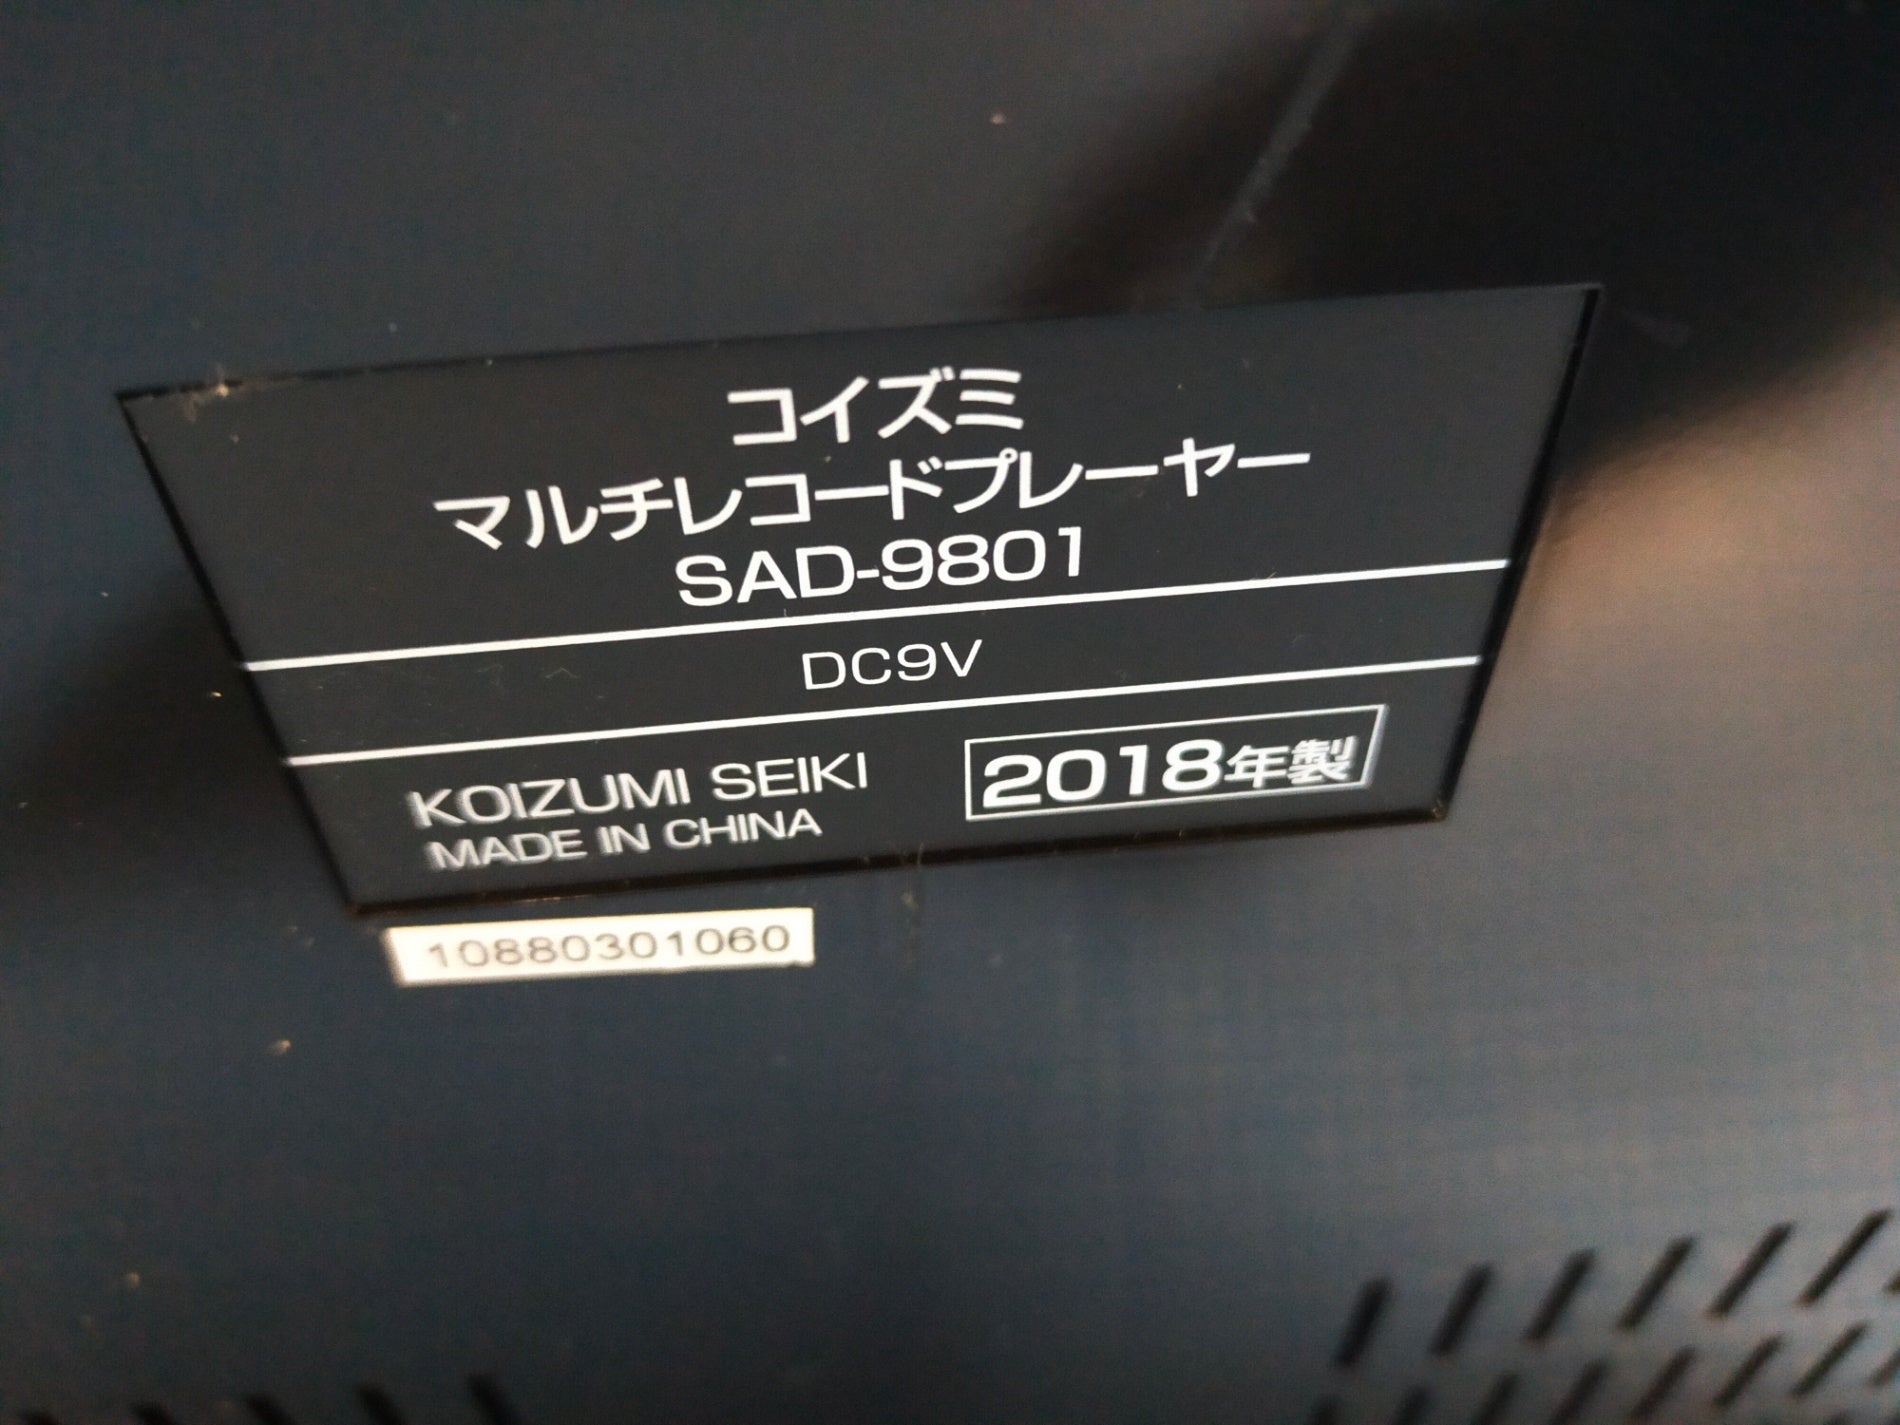 コイズミ
マルチレコードプレーヤー
SAD-9801
DC9V
KOIZUMI SEIKI
MADE IN CHINA
2018年製
10880301060